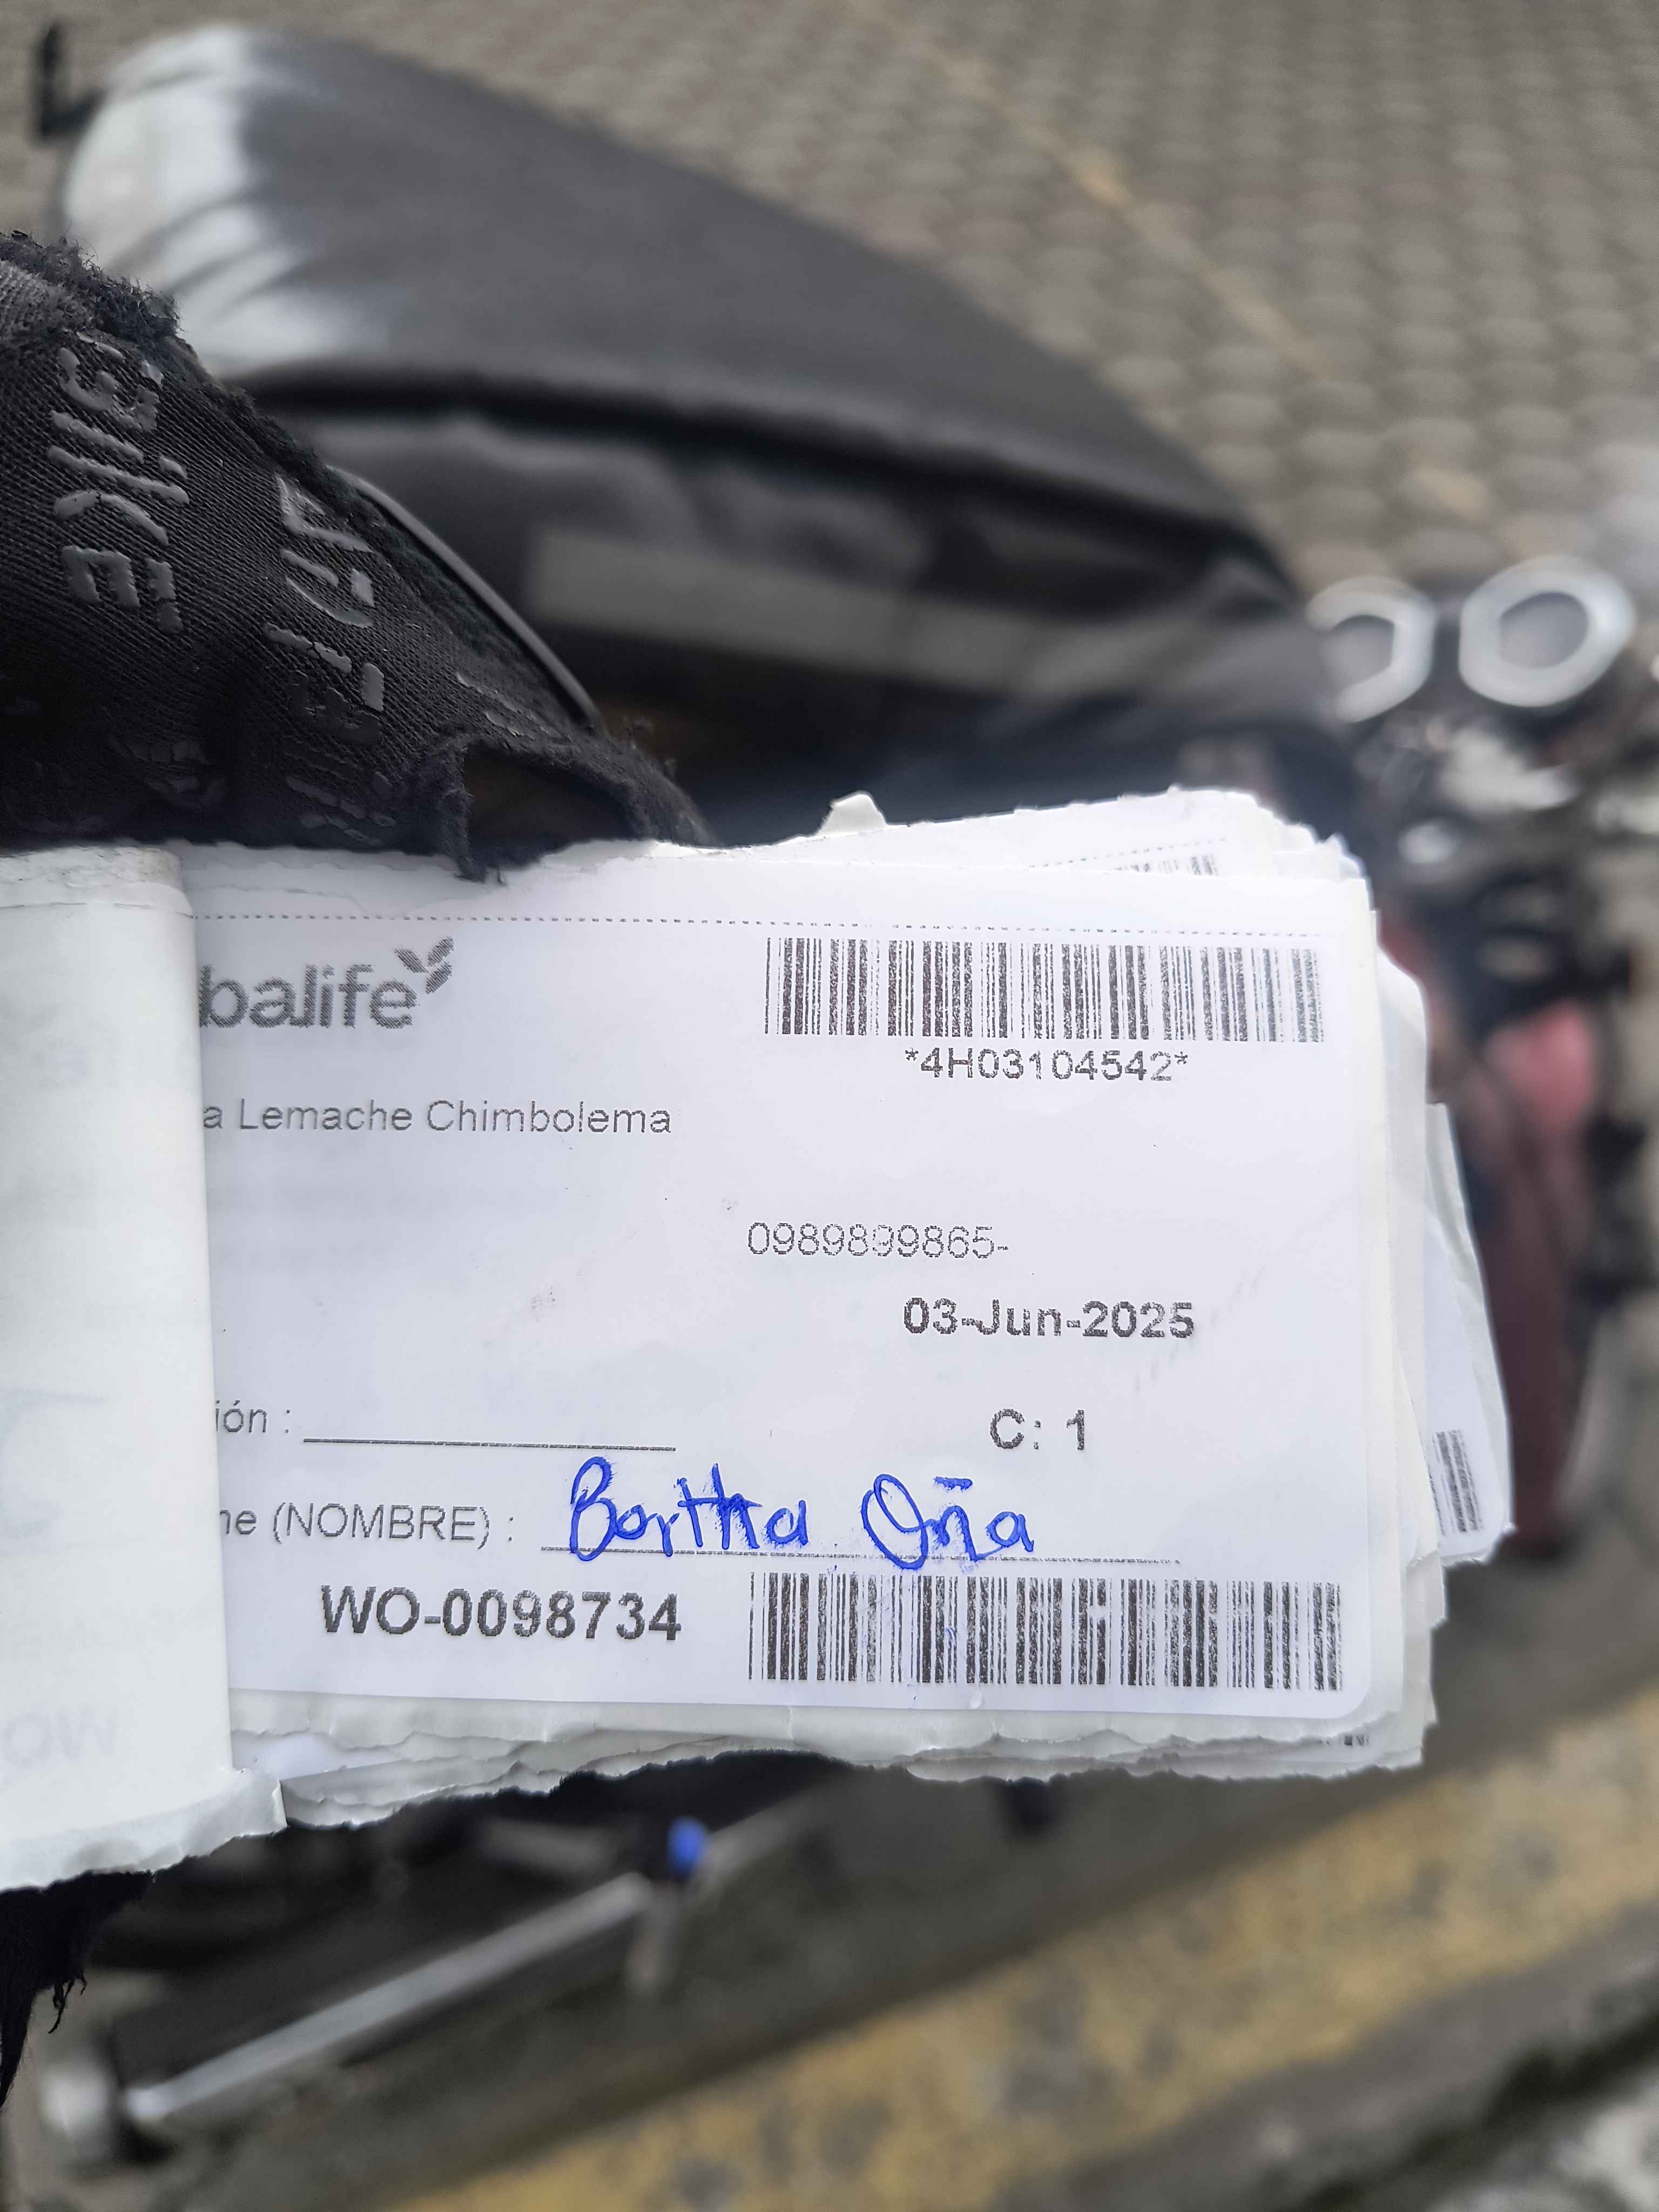 balife
*4H03104542*
a Lemache Chimbolema
0989899865-
03-Jun-2025
ión :
C: 1
ne (NOMBRE) : Bertha Oña
WO-0098734